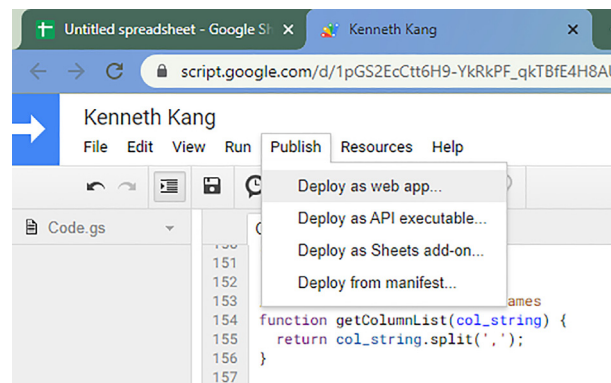 Untitled spreadsheet - Google Sh
Kenneth Kang
script.google.com/d/1pGS2EcCtt6H9-YkRkPF_qkTBfE4H8AU
Kenneth Kang
File Edit View Run Publish Resources Help
Deploy as web app...
Code.gs
Deploy as API executable...
Deploy as Sheets add-on...
151
152
Deploy from manifest...
153 ames
154 function getColumnList(col_string) {
155 return col_string.split(',');
156 }
157